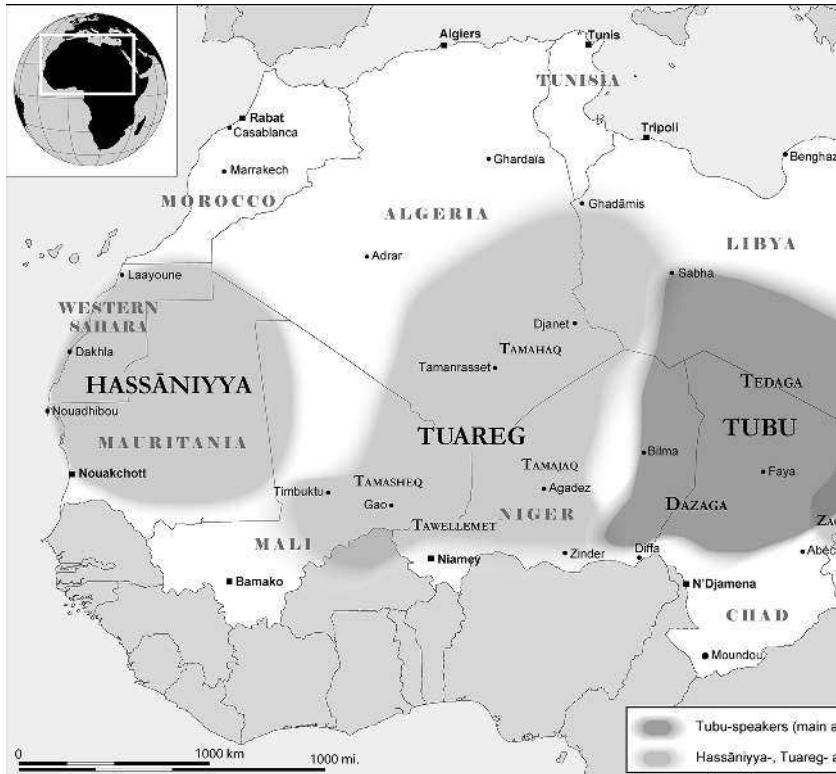 Algiers
Tunis
TUNISIA
Rabat
Casablanca
Tripoli
Benghaz
Ghardaïa
Marrakech
MOROCCO
ALGERIA
Ghadāmis
LIBYA
Adrar
Laayoune
Sabha
WESTERN
SAHARA
Djanet
TAMAHAQ
Dakhla
Tamanrasset
HASSĀNIYYA
TEDAGA
Nouadhibou
MAURITANIA
TUAREG
TUBU
Bilma
Faya
Nouakchott
TAMASHEQ
TAMAJAQ
Timbuktu
Agadez
Gao
DAZAGA
NIGER
TAWELLEMET
ZA
MALI
Zinder
Diffa
Abéc
Niamey
Bamako
N'Djamena
CHAD
Moundou
Tubu-speakers (main a
Hassāniyya-, Tuareg- a
0
1000 km
1000 mi.